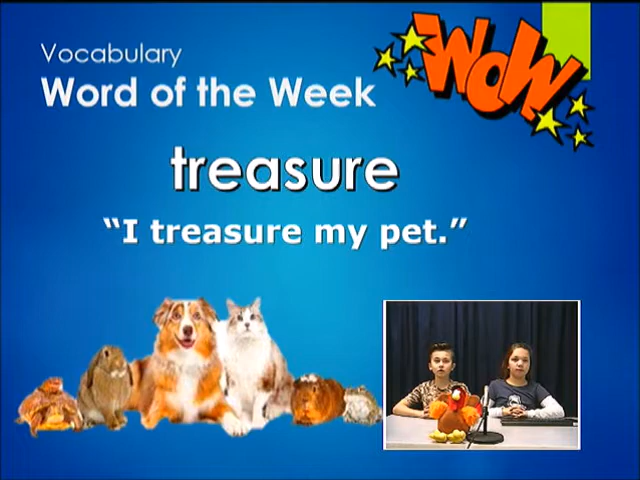 Vocabulary
Word of the Week
WOW
treasure
“I treasure my pet.”